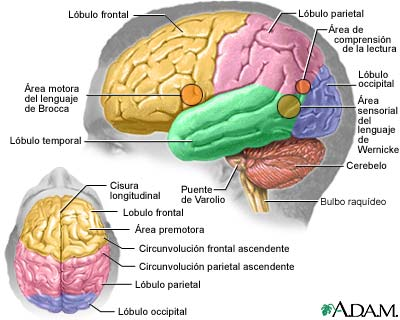 Lóbulo frontal
Lóbulo parietal
Área de
comprensión
de la lectura
Lóbulo
occipital
Área motora
del lenguaje
de Brocca
Área
sensorial
del
lenguaje
de
Wernicke
Lóbulo temporal
Cerebelo
Puente
de Varolio
Bulbo raquídeo
Cisura
longitudinal
Lobulo frontal
Área premotora
Circunvolución frontal ascendente
Circunvolución parietal ascendente
Lóbulo parietal
Lóbulo occipital
A.D.A.M.